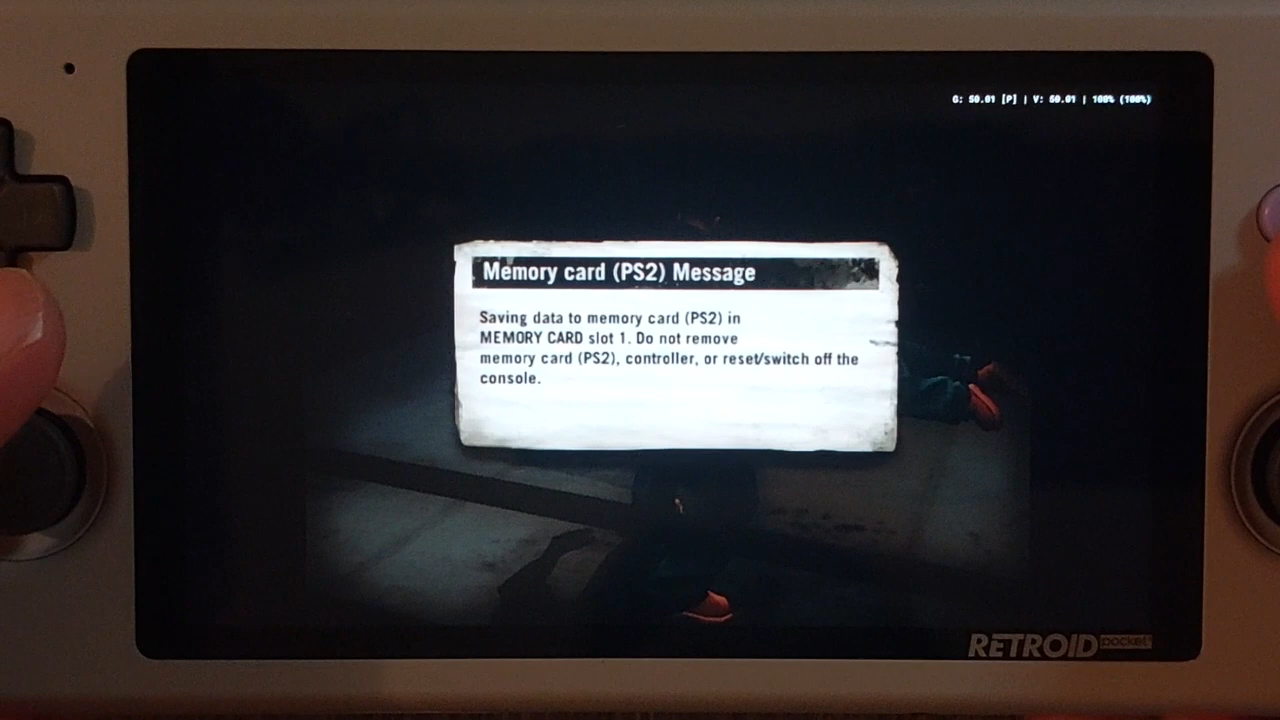 G: 50.01 [P] | V: 50.01 | 100% (100%)
Memory card (PS2) Message
Saving data to memory card (PS2) in
MEMORY CARD slot 1. Do not remove
memory card (PS2), controller, or reset/switch off the
console.
RETROID pocket